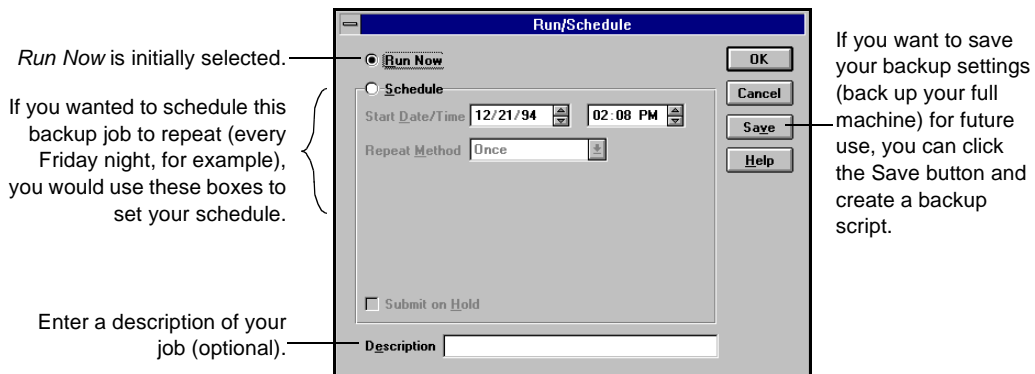 Run/Schedule
Run Now is initially selected.
Run Now
OK
If you wanted to schedule this
backup job to repeat (every
Friday night, for example),
you would use these boxes to
set your schedule.
Schedule
Start Date/Time 12/21/94 02:08 PM
Repeat Method Once
Cancel
Save
Help
If you want to save
your backup settings
(back up your full
machine) for future
use, you can click
the Save button and
create a backup
script.
Submit on Hold
Enter a description of your
job (optional).
Description